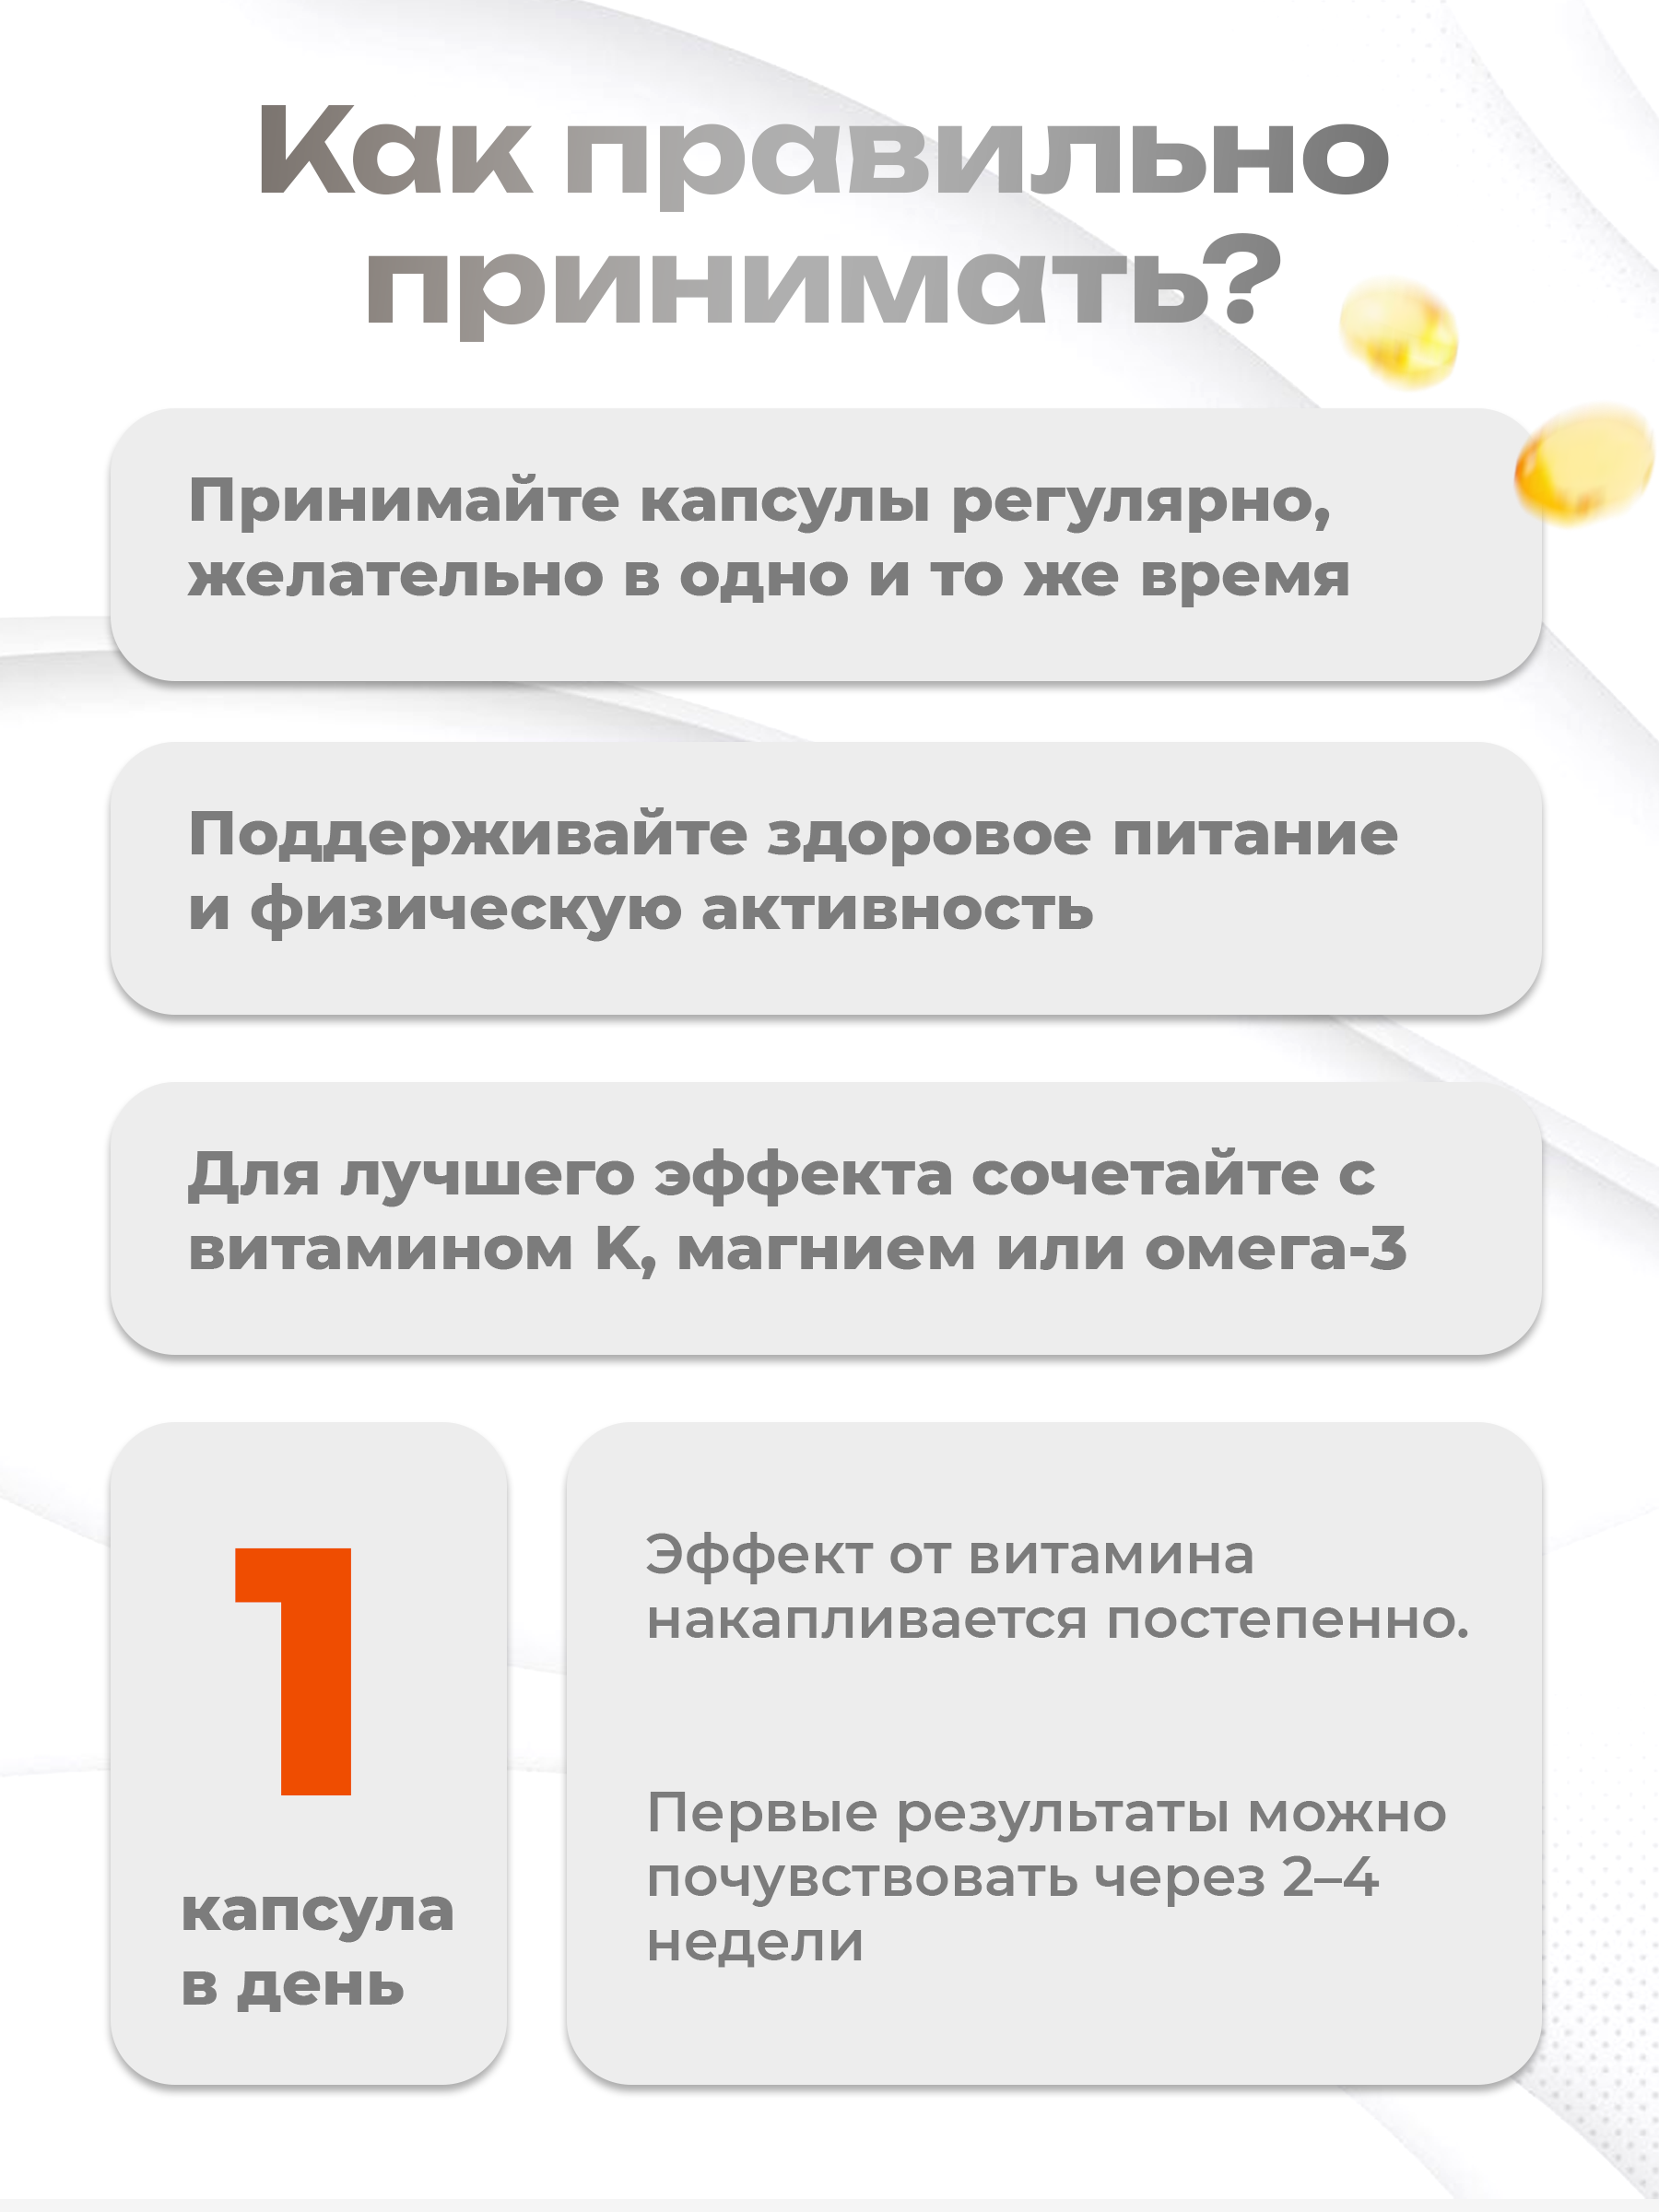 Как правильно
принимать?
Принимайте капсулы регулярно,
желательно в одно и то же время
Поддерживайте здоровое питание
и физическую активность
Для лучшего эффекта сочетайте с
витамином K, магнием или омега-3
1
капсула
в день
Эффект от витамина
накапливается постепенно.
Первые результаты можно
почувствовать через 2–4
недели